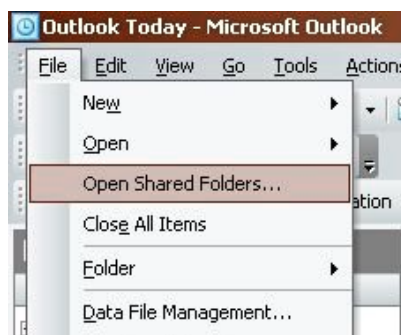 Outlook Today - Microsoft Outlook
File Edit View Go Tools Actions
New
Open
Open Shared Folders...
Close All Items
Folder
Data File Management...